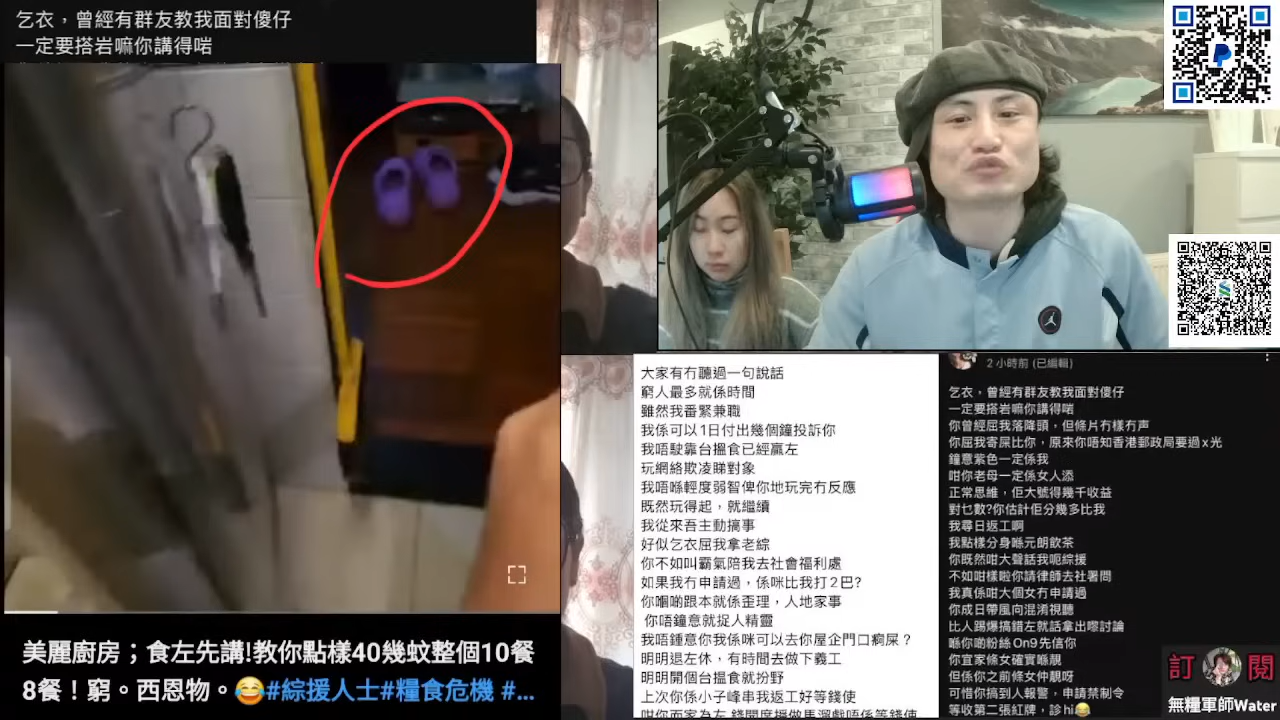 乞衣，曾經有群友教我面對傻仔
一定要搭岩嘛你講得啱
美麗廚房；食左先講!教你點樣40幾蚊整個10餐
8餐！窮。西恩物。😂#綜援人士#糧食危機 #...
大家有冇聽過一句說話
窮人最多就係時間
雖然我番緊兼職
我係可以1日付出幾個鐘投訴你
我唔駛靠台搵食已經贏左
玩網絡欺凌睇對象
我唔喺輕度弱智俾你地玩完冇反應
既然玩得起，就繼續
我從來吾主動搞事
好似乞衣屈我拿老綜
你不如叫霸氣陪我去社會福利處
如果我冇申請過，係咪比我打2巴?
你嗰啲跟本就係歪理，人地家事
你唔鐘意就捉人精靈
我唔鍾意你我係咪可以去你屋企門口痾屎？
明明退左休，有時間去做下義工
明明開個台搵食就扮野
上次你係小子峰串我返工好等錢使
2 小時前 (已編輯)
乞衣，曾經有群友教我面對傻仔
一定要搭岩嘛你講得啱
你曾經屈我落降頭，但條片冇樣冇聲
你屈我寄屎比你，原來你唔知香港郵政局要過x光
鐘意紫色一定係我
咁你老母一定係女人添
正常思維，佢大號得幾千收益
對乜數?你估計佢分幾多比我
我尋日返工啊
我點樣分身喺元朗飲茶
你既然咁大聲話我呃綜援
不如咁樣啦你請律師去社署問
我真係咁大個女冇申請過
你成日帶風向混淆視聽
比人踢爆搞錯左就話拿出嚟討論
喺你啲粉絲On9先信你
你宜家條女確實喺靚
但係你之前條女仲靚呀
可惜你搞到人報警，申請禁制令
等收第二張紅牌，診hi😂
訂 閱
無糧軍師Water